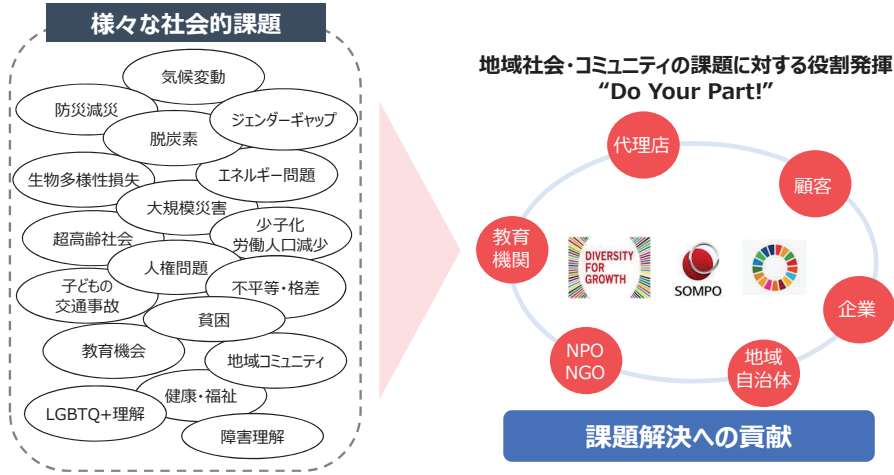 様々な社会的課題
気候変動
防災減災
ジェンダーギャップ
脱炭素
生物多様性損失
エネルギー問題
大規模災害
超高齢社会
少子化
労働人口減少
人権問題
子どもの
交通事故
不平等・格差
貧困
教育機会
地域コミュニティ
健康・福祉
LGBTQ+理解
障害理解
地域社会・コミュニティの課題に対する役割発揮
“Do Your Part!”
代理店
顧客
教育
機関
DIVERSITY
FOR
GROWTH
SOMPO
企業
NPO
NGO
地域
自治体
課題解決への貢献